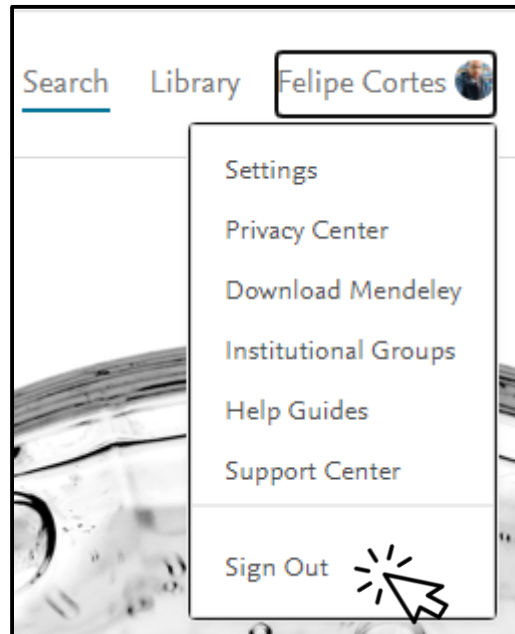 Search Library Felipe Cortes
Settings
Privacy Center
Download Mendeley
Institutional Groups
Help Guides
Support Center
Sign Out